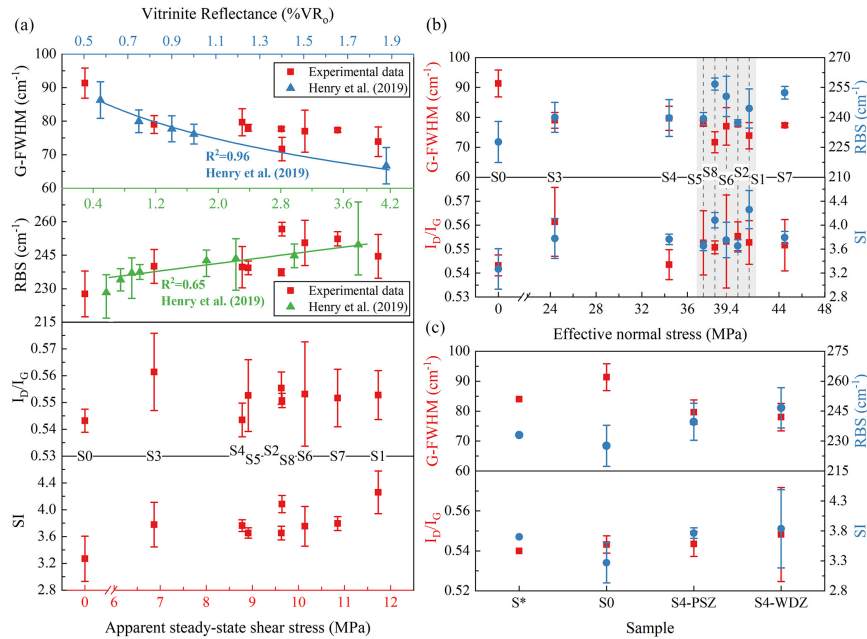 (a)
Vitrinite Reflectance (%VRo)
0.5 0.7 0.9 1.1 1.3 1.5 1.7 1.9
100
90
80
70
60
G-FWHM (cm-1)
Experimental data
Henry et al. (2019)
R2=0.96
Henry et al. (2019)
0.4 1.2 2.0 2.8 3.6 4.2
260
245
230
215
RBS (cm-1)
R2=0.65
Henry et al. (2019)
Experimental data
Henry et al. (2019)
0.57
0.55
0.54
0.53
ID/IG
S0 S3 S4 S5 S2 S8 S6 S7 S1
4.4
4.0
3.6
3.2
2.8
SI
0 6 7 8 9 10 11 12
Apparent steady-state shear stress (MPa)
(b)
100
90
80
70
60
G-FWHM (cm-1)
270
255
240
225
210
RBS (cm-1)
S0 S3 S4 S5 S8 S6 S2 S1 S7
0.57
0.55
0.54
0.53
ID/IG
4.4
4.0
3.6
3.2
2.8
SI
0 24 28 32 36 39.4 44 48
Effective normal stress (MPa)
(c)
100
90
80
70
60
G-FWHM (cm-1)
275
260
245
230
215
RBS (cm-1)
0.56
0.54
0.52
ID/IG
4.3
3.8
3.3
2.8
SI
S* S0 S4-PSZ S4-WDZ
Sample